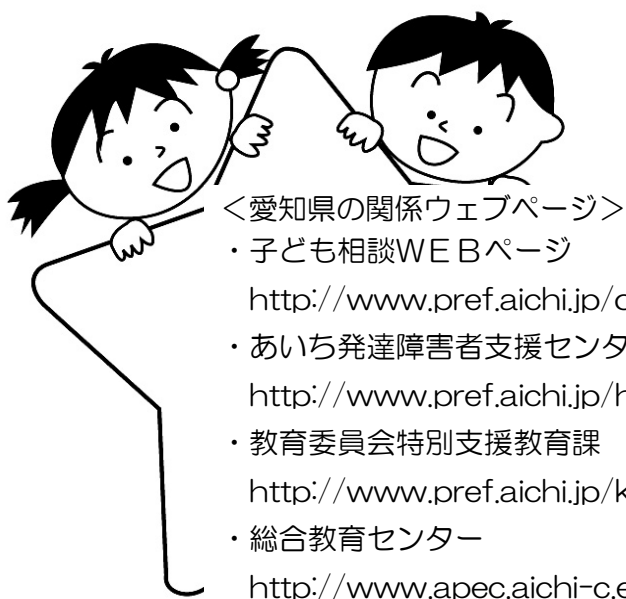 ＜愛知県の関係ウェブページ＞
・子ども相談ＷＥＢページ
http://www.pref.aichi.jp/
・あいち発達障害者支援センタ
http://www.pref.aichi.jp/
・教育委員会特別支援教育課
http://www.pref.aichi.jp/k
・総合教育センター
http://www.apec.aichi-c.e